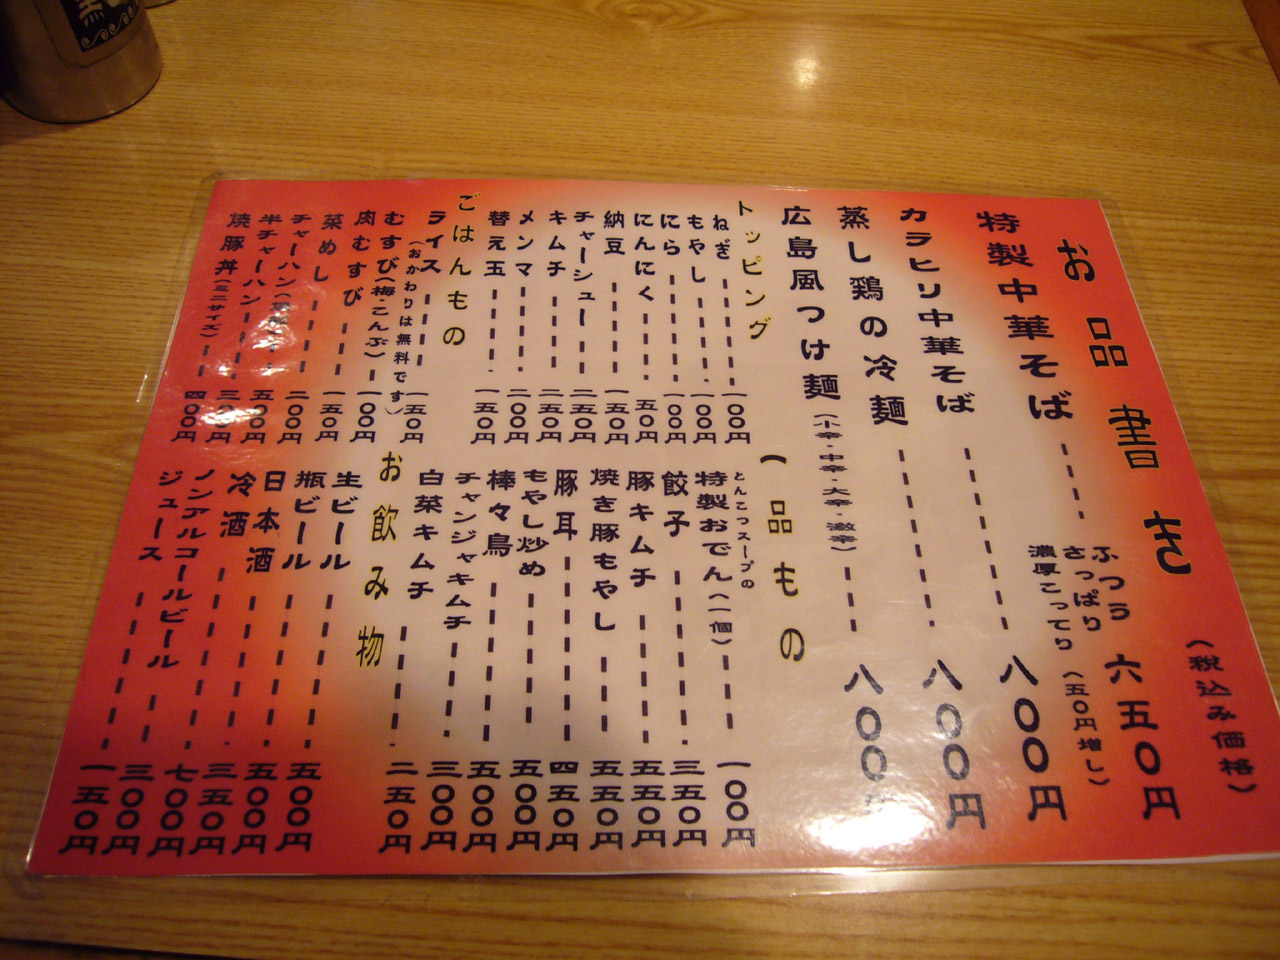 お品書き
(税込み価格)
特製中華そば ふつう 六五〇円
さっぱり
濃厚こってり (五〇円増し)
カラヒリ中華そば 八〇〇円
蒸し鶏の冷麺 八〇〇円
広島風つけ麺 (小辛・中辛・大辛・激辛) 八〇〇
トッピング
ねぎ 一〇〇円
もやし 一〇〇円
にら 一〇〇円
にんにく 五〇円
納豆 一五〇円
チャーシュー 二五〇円
キムチ 二五〇円
メンマ 二〇〇円
替え玉 一五〇円
ごはんもの
ライス 一五〇円
(おかわりは無料です)
むすび(梅・こんぶ) 一〇〇円
肉むすび 一五〇円
菜めし 二〇〇円
チャーハン 五〇〇円
半チャーハン 三〇〇円
焼豚丼(ミニサイズ) 四〇〇円
一品もの
とんこつスープの
特製おでん(一個) 一〇〇円
餃子 三五〇円
豚キムチ 五五〇円
焼き豚もやし 五五〇円
豚耳 四五〇円
もやし炒め 五〇〇円
棒々鳥 五〇〇円
チャンジャキムチ 三〇〇円
白菜キムチ 二五〇円
お飲み物
生ビール 五〇〇円
瓶ビール 五〇〇円
日本酒 三五〇円
冷酒 七〇〇円
ノンアルコールビール 三〇〇円
ジュース 一五〇円